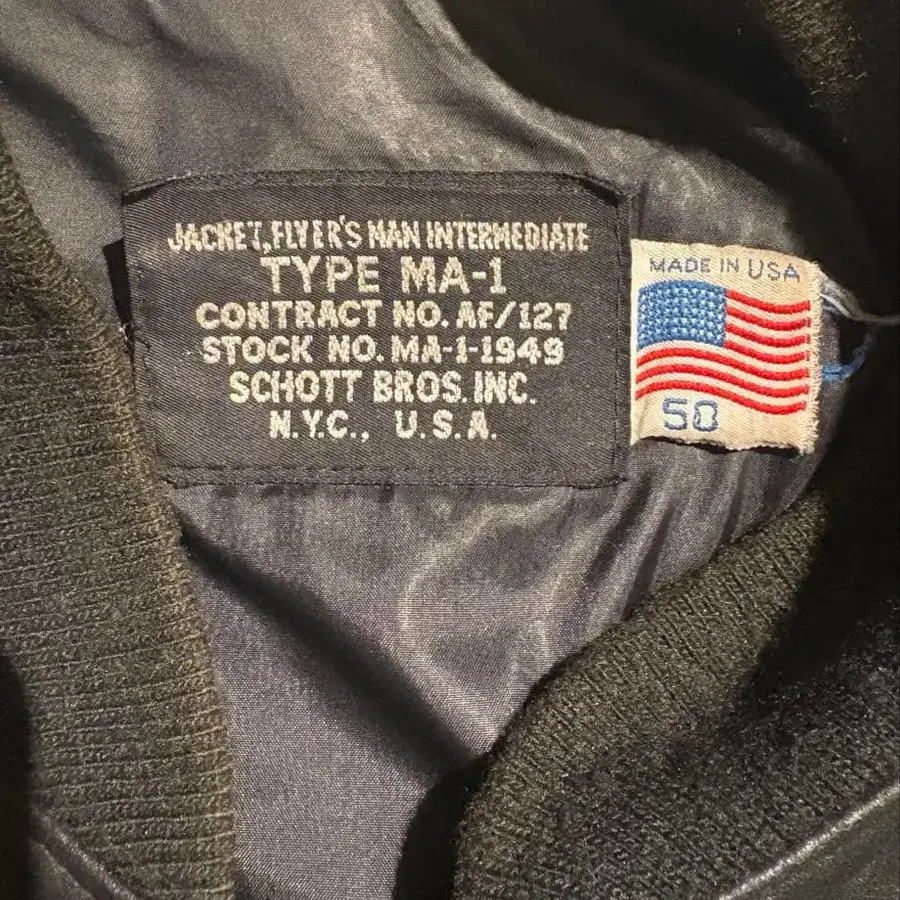 JACKET, FLYER'S MAN INTERMEDIATE
TYPE MA-1
CONTRACT NO. AF/127
STOCK NO. MA-1-1949
SCHOTT BROS. INC.
N.Y.C., U.S.A.
MADE IN USA
50